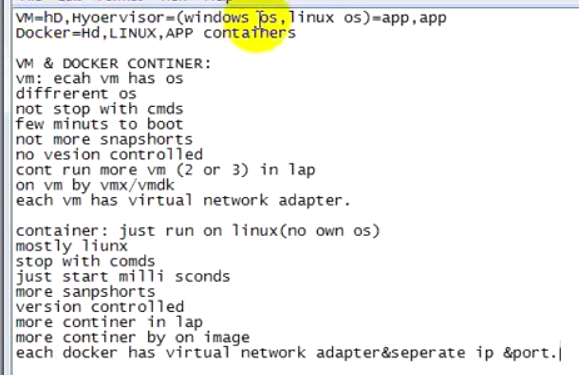 VM=hD,Hyoervisor=(windows os,linux os)=app,app
Docker=Hd,LINUX,APP containers
VM & DOCKER CONTINER:
vm: ecah vm has os
diffrerent os
not stop with cmds
few minuts to boot
not more snapshorts
no vesion controlled
cont run more vm (2 or 3) in lap
on vm by vmx/vmdk
each vm has virtual network adapter.
container: just run on linux(no own os)
mostly liunx
stop with comds
just start milli sconds
more sanpshorts
version controlled
more continer in lap
more continer by on image
each docker has virtual network adapter&seperate ip &port.